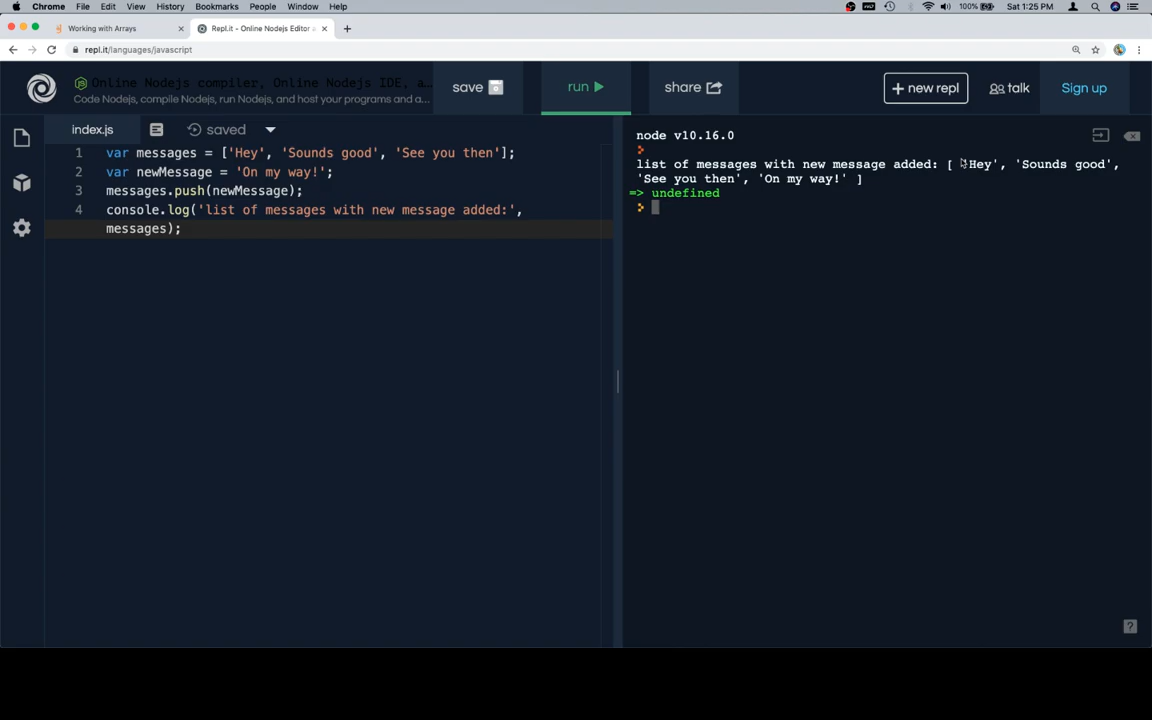 Chrome File Edit View History Bookmarks People Window Help 100% Sat 1:25 PM
Working with Arrays Repl.it - Online Nodejs Editor
repl.it/languages/javascript
Online Nodejs compiler, Online Nodejs IDE, a...
Code Nodejs, compile Nodejs, run Nodejs, and host your programs and a...
save run share + new repl talk Sign up
index.js saved
1 var messages = ['Hey', 'Sounds good', 'See you then'];
2 var newMessage = 'On my way!';
3 messages.push(newMessage);
4 console.log('list of messages with new message added:',
messages);
node v10.16.0
list of messages with new message added: [ 'Hey', 'Sounds good',
'See you then', 'On my way!' ]
=> undefined
?